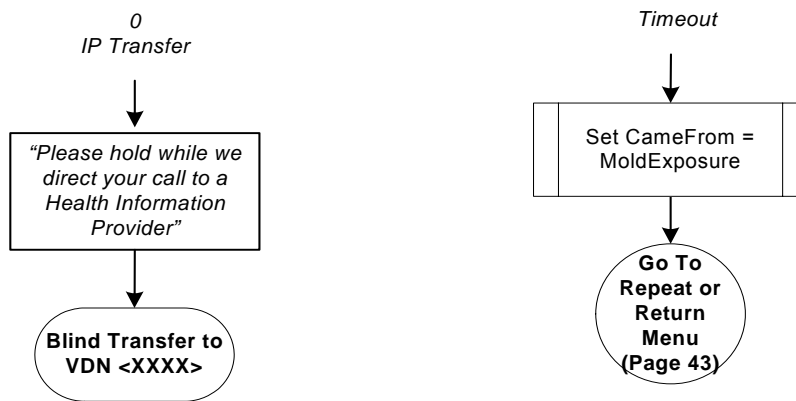 0
IP Transfer
“Please hold while we
direct your call to a
Health Information
Provider”
Blind Transfer to
VDN <XXXX>
Timeout
Set CameFrom =
MoldExposure
Go To
Repeat or
Return
Menu
(Page 43)